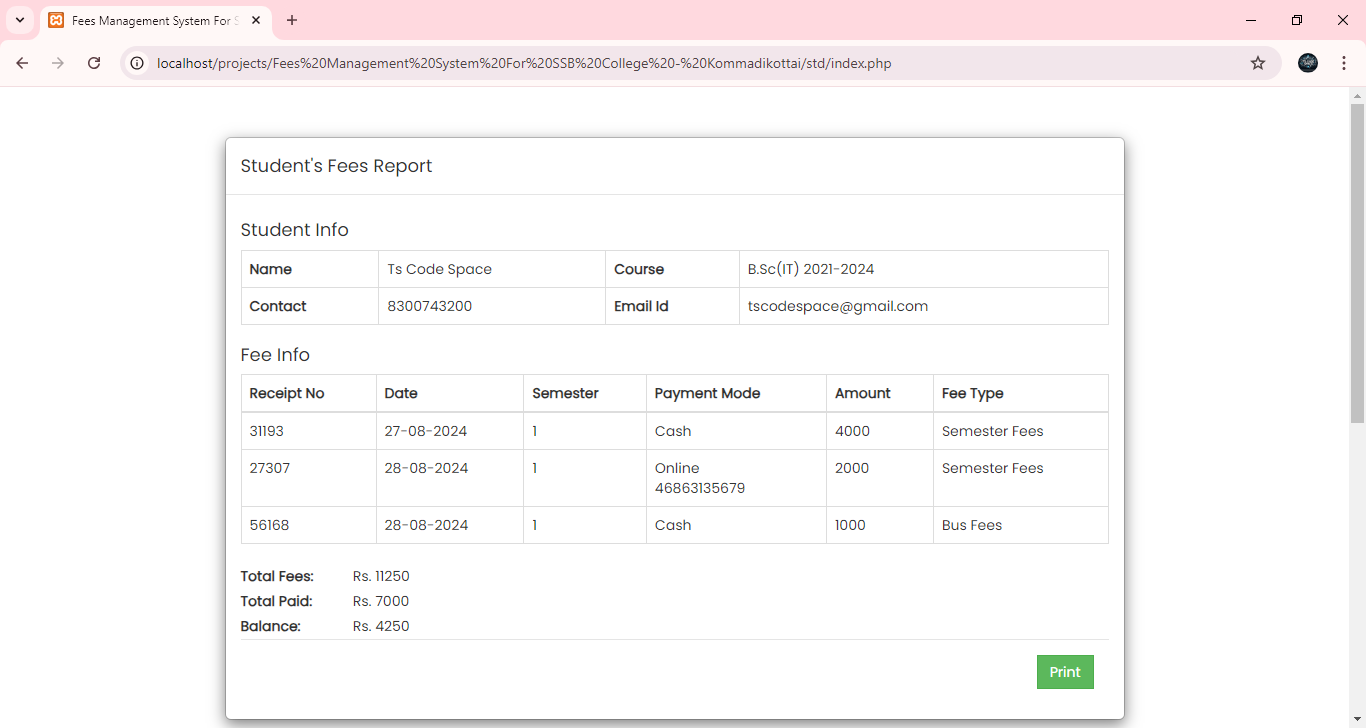 Fees Management System For S
localhost/projects/Fees%20Management%20System%20For%20SSB%20College%20-%20Kommadikottai/std/index.php
Student's Fees Report
Student Info
Name Ts Code Space Course B.Sc(IT) 2021-2024
Contact 8300743200 Email Id tscodespace@gmail.com
Fee Info
Receipt No Date Semester Payment Mode Amount Fee Type
31193 27-08-2024 1 Cash 4000 Semester Fees
27307 28-08-2024 1 Online 2000 Semester Fees
46863135679
56168 28-08-2024 1 Cash 1000 Bus Fees
Total Fees: Rs. 11250
Total Paid: Rs. 7000
Balance: Rs. 4250
Print